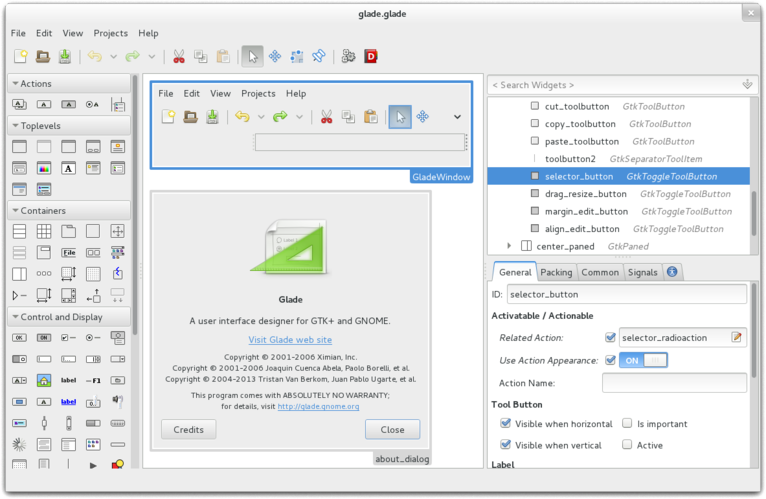 glade.glade
File Edit View Projects Help
Actions
Toplevels
Containers
File
Control and Display
OK
ON
label
F1
label
label
File Edit View Projects Help
GladeWindow
Glade
A user interface designer for GTK+ and GNOME.
Visit Glade web site
Copyright © 2001-2006 Ximian, Inc.
Copyright © 2001-2006 Joaquin Cuenca Abela, Paolo Borelli, et al.
Copyright © 2004-2013 Tristan Van Berkom, Juan Pablo Ugarte, et al.
This program comes with ABSOLUTELY NO WARRANTY;
for details, visit http://glade.gnome.org
Credits
Close
about_dialog
< Search Widgets >
cut_toolbutton GtkToolButton
copy_toolbutton GtkToolButton
paste_toolbutton GtkToolButton
toolbutton2 GtkSeparatorToolItem
selector_button GtkToggleToolButton
drag_resize_button GtkToggleToolButton
margin_edit_button GtkToggleToolButton
align_edit_button GtkToggleToolButton
center_paned GtkPaned
General Packing Common Signals
ID: selector_button
Activatable / Actionable
Related Action: selector_radioaction
Use Action Appearance: ON
Action Name:
Tool Button
Visible when horizontal Is important
Visible when vertical Active
Label